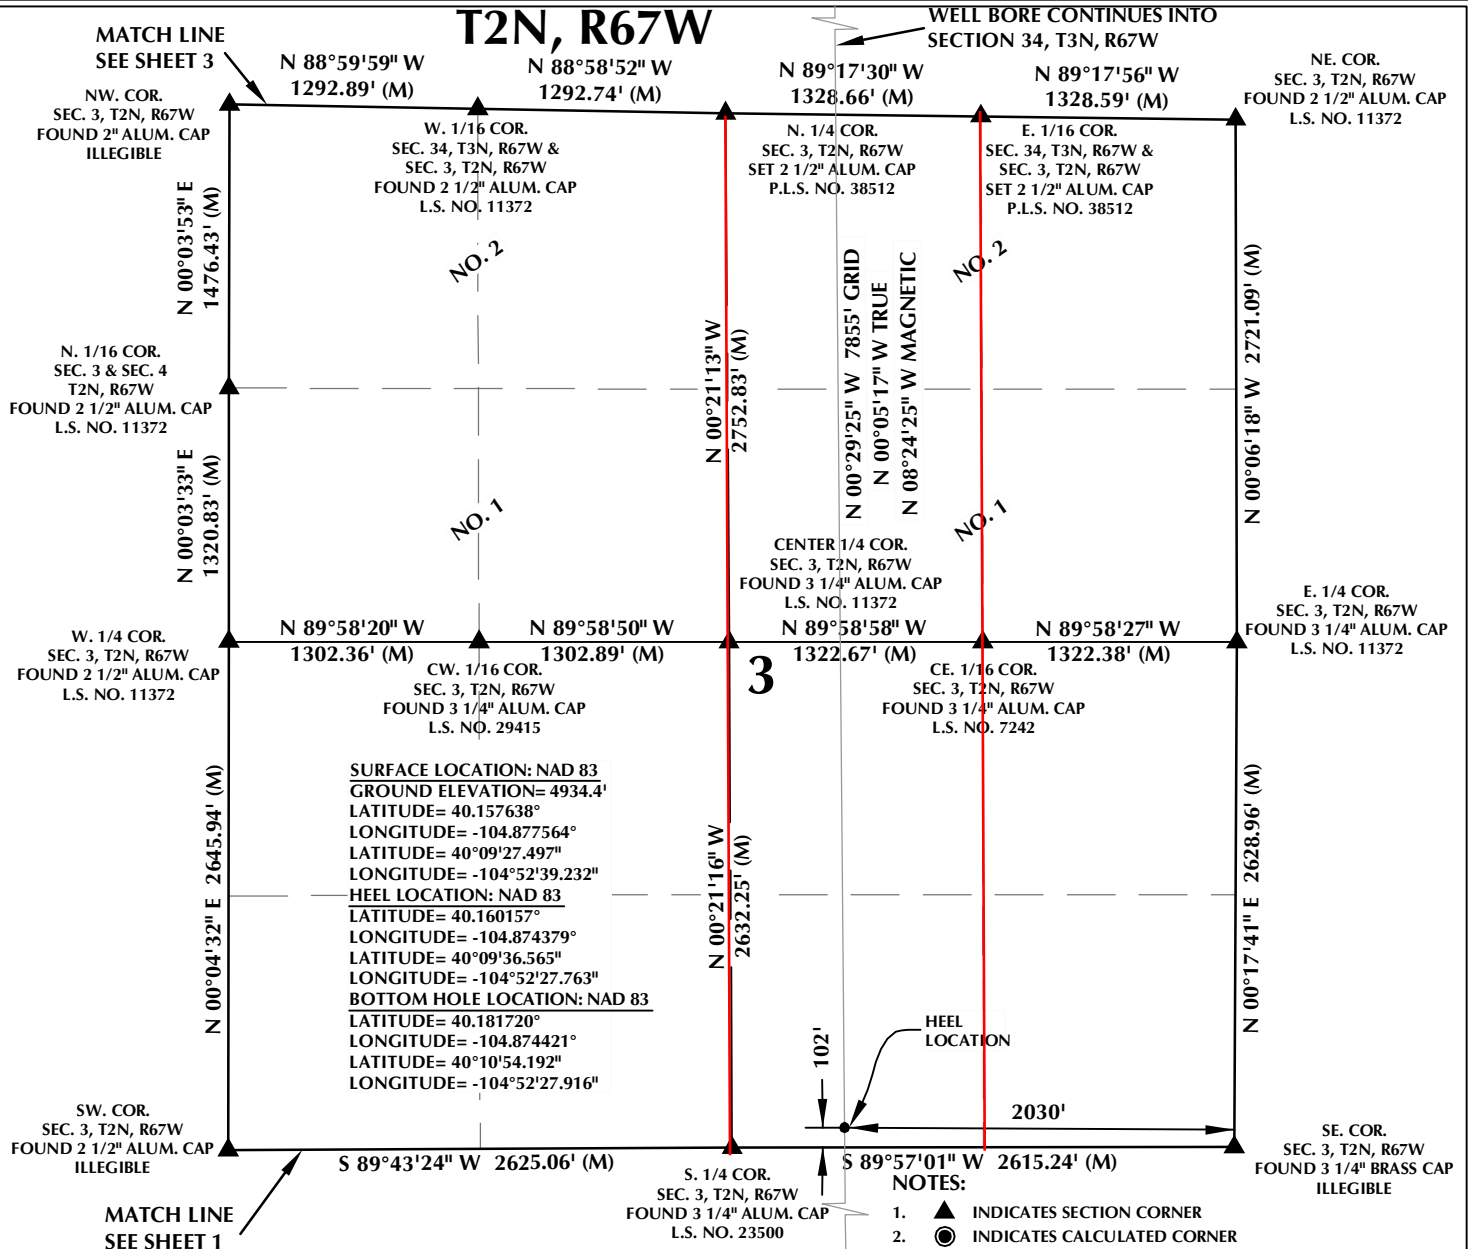 T2N, R67W
MATCH LINE
SEE SHEET 3
WELL BORE CONTINUES INTO
SECTION 34, T3N, R67W
N 88°59'59" W
1292.89' (M)
N 88°58'52" W
1292.74' (M)
N 89°17'30" W
1328.66' (M)
N 89°17'56" W
1328.59' (M)
NE. COR.
SEC. 3, T2N, R67W
FOUND 2 1/2" ALUM. CAP
L.S. NO. 11372
NW. COR.
SEC. 3, T2N, R67W
FOUND 2" ALUM. CAP
ILLEGIBLE
W. 1/16 COR.
SEC. 34, T3N, R67W &
SEC. 3, T2N, R67W
FOUND 2 1/2" ALUM. CAP
L.S. NO. 11372
N. 1/4 COR.
SEC. 3, T2N, R67W
SET 2 1/2" ALUM. CAP
P.L.S. NO. 38512
E. 1/16 COR.
SEC. 34, T3N, R67W &
SEC. 3, T2N, R67W
SET 2 1/2" ALUM. CAP
P.L.S. NO. 38512
N 00°03'53" E
1476.43' (M)
NO. 2
NO. 2
N 00°21'13" W
2752.83' (M)
N 00°29'25" W 7855' GRID
N 00°05'17" W TRUE
N 08°24'25" W MAGNETIC
N 00°06'18" W 2721.09' (M)
N. 1/16 COR.
SEC. 3 & SEC. 4
T2N, R67W
FOUND 2 1/2" ALUM. CAP
L.S. NO. 11372
N 00°03'33" E
1320.83' (M)
NO. 1
NO. 1
CENTER 1/4 COR.
SEC. 3, T2N, R67W
FOUND 3 1/4" ALUM. CAP
L.S. NO. 11372
W. 1/4 COR.
SEC. 3, T2N, R67W
FOUND 2 1/2" ALUM. CAP
L.S. NO. 11372
N 89°58'20" W
1302.36' (M)
N 89°58'50" W
1302.89' (M)
N 89°58'58" W
1322.67' (M)
N 89°58'27" W
1322.38' (M)
E. 1/4 COR.
SEC. 3, T2N, R67W
FOUND 3 1/4" ALUM. CAP
L.S. NO. 11372
CW. 1/16 COR.
SEC. 3, T2N, R67W
FOUND 3 1/4" ALUM. CAP
L.S. NO. 29415
3
CE. 1/16 COR.
SEC. 3, T2N, R67W
FOUND 3 1/4" ALUM. CAP
L.S. NO. 7242
N 00°04'32" E 2645.94' (M)
SURFACE LOCATION: NAD 83
GROUND ELEVATION= 4934.4'
LATITUDE= 40.157638°
LONGITUDE= -104.877564°
LATITUDE= 40°09'27.497"
LONGITUDE= -104°52'39.232"
HEEL LOCATION: NAD 83
LATITUDE= 40.160157°
LONGITUDE= -104.874379°
LATITUDE= 40°09'36.565"
LONGITUDE= -104°52'27.763"
BOTTOM HOLE LOCATION: NAD 83
LATITUDE= 40.181720°
LONGITUDE= -104.874421°
LATITUDE= 40°10'54.192"
LONGITUDE= -104°52'27.916"
N 00°21'16" W
2632.25' (M)
N 00°17'41" E 2628.96' (M)
102'
HEEL
LOCATION
2030'
SW. COR.
SEC. 3, T2N, R67W
FOUND 2 1/2" ALUM. CAP
ILLEGIBLE
S 89°43'24" W 2625.06' (M)
S 89°57'01" W 2615.24' (M)
SE. COR.
SEC. 3, T2N, R67W
FOUND 3 1/4" BRASS CAP
ILLEGIBLE
S. 1/4 COR.
SEC. 3, T2N, R67W
FOUND 3 1/4" ALUM. CAP
L.S. NO. 23500
MATCH LINE
SEE SHEET 1
NOTES:
1. INDICATES SECTION CORNER
2. INDICATES CALCULATED CORNER